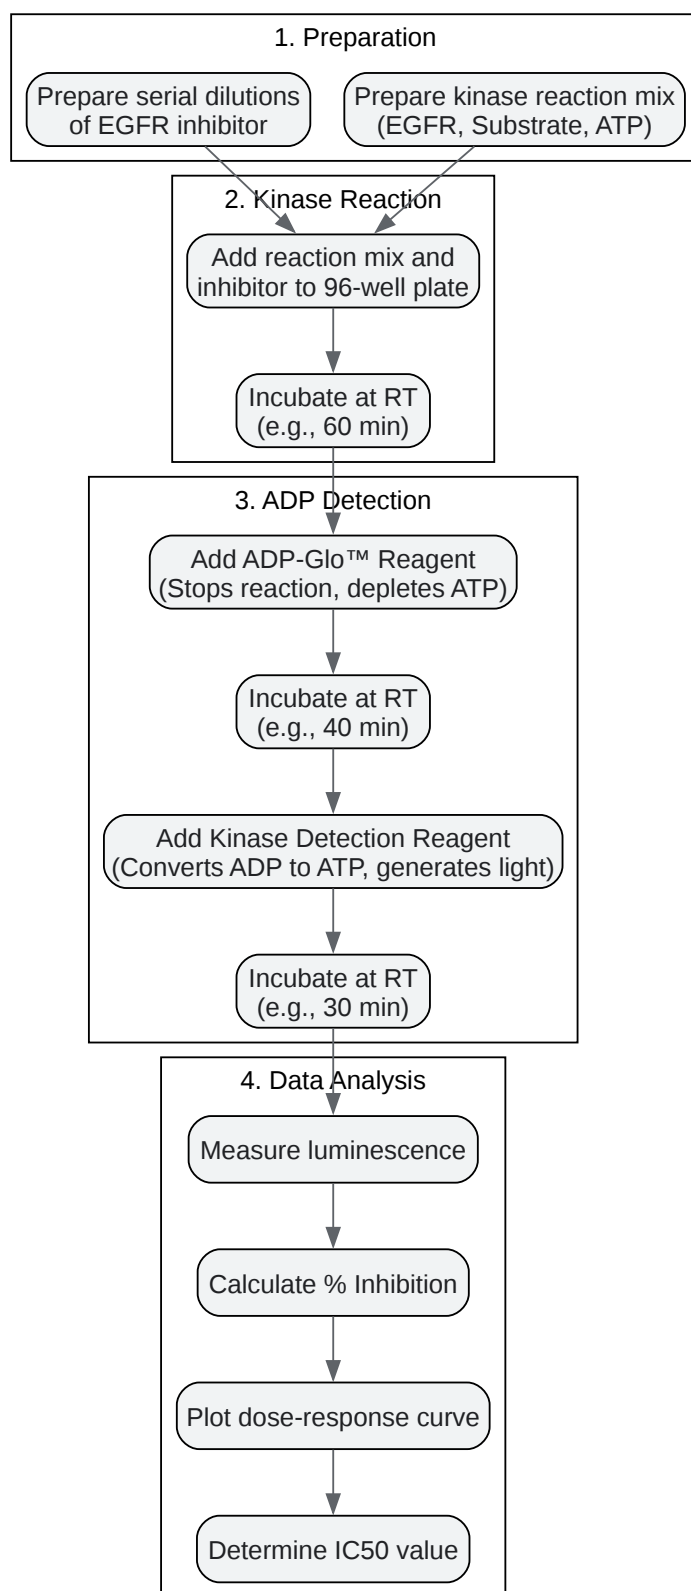 1. Preparation
Prepare serial dilutions
of EGFR inhibitor
Prepare kinase reaction mix
(EGFR, Substrate, ATP)
2. Kinase Reaction
Add reaction mix and
inhibitor to 96-well plate
Incubate at RT
(e.g., 60 min)
3. ADP Detection
Add ADP-Glo™ Reagent
(Stops reaction, depletes ATP)
Incubate at RT
(e.g., 40 min)
Add Kinase Detection Reagent
(Converts ADP to ATP, generates light)
Incubate at RT
(e.g., 30 min)
4. Data Analysis
Measure luminescence
Calculate % Inhibition
Plot dose-response curve
Determine IC50 value